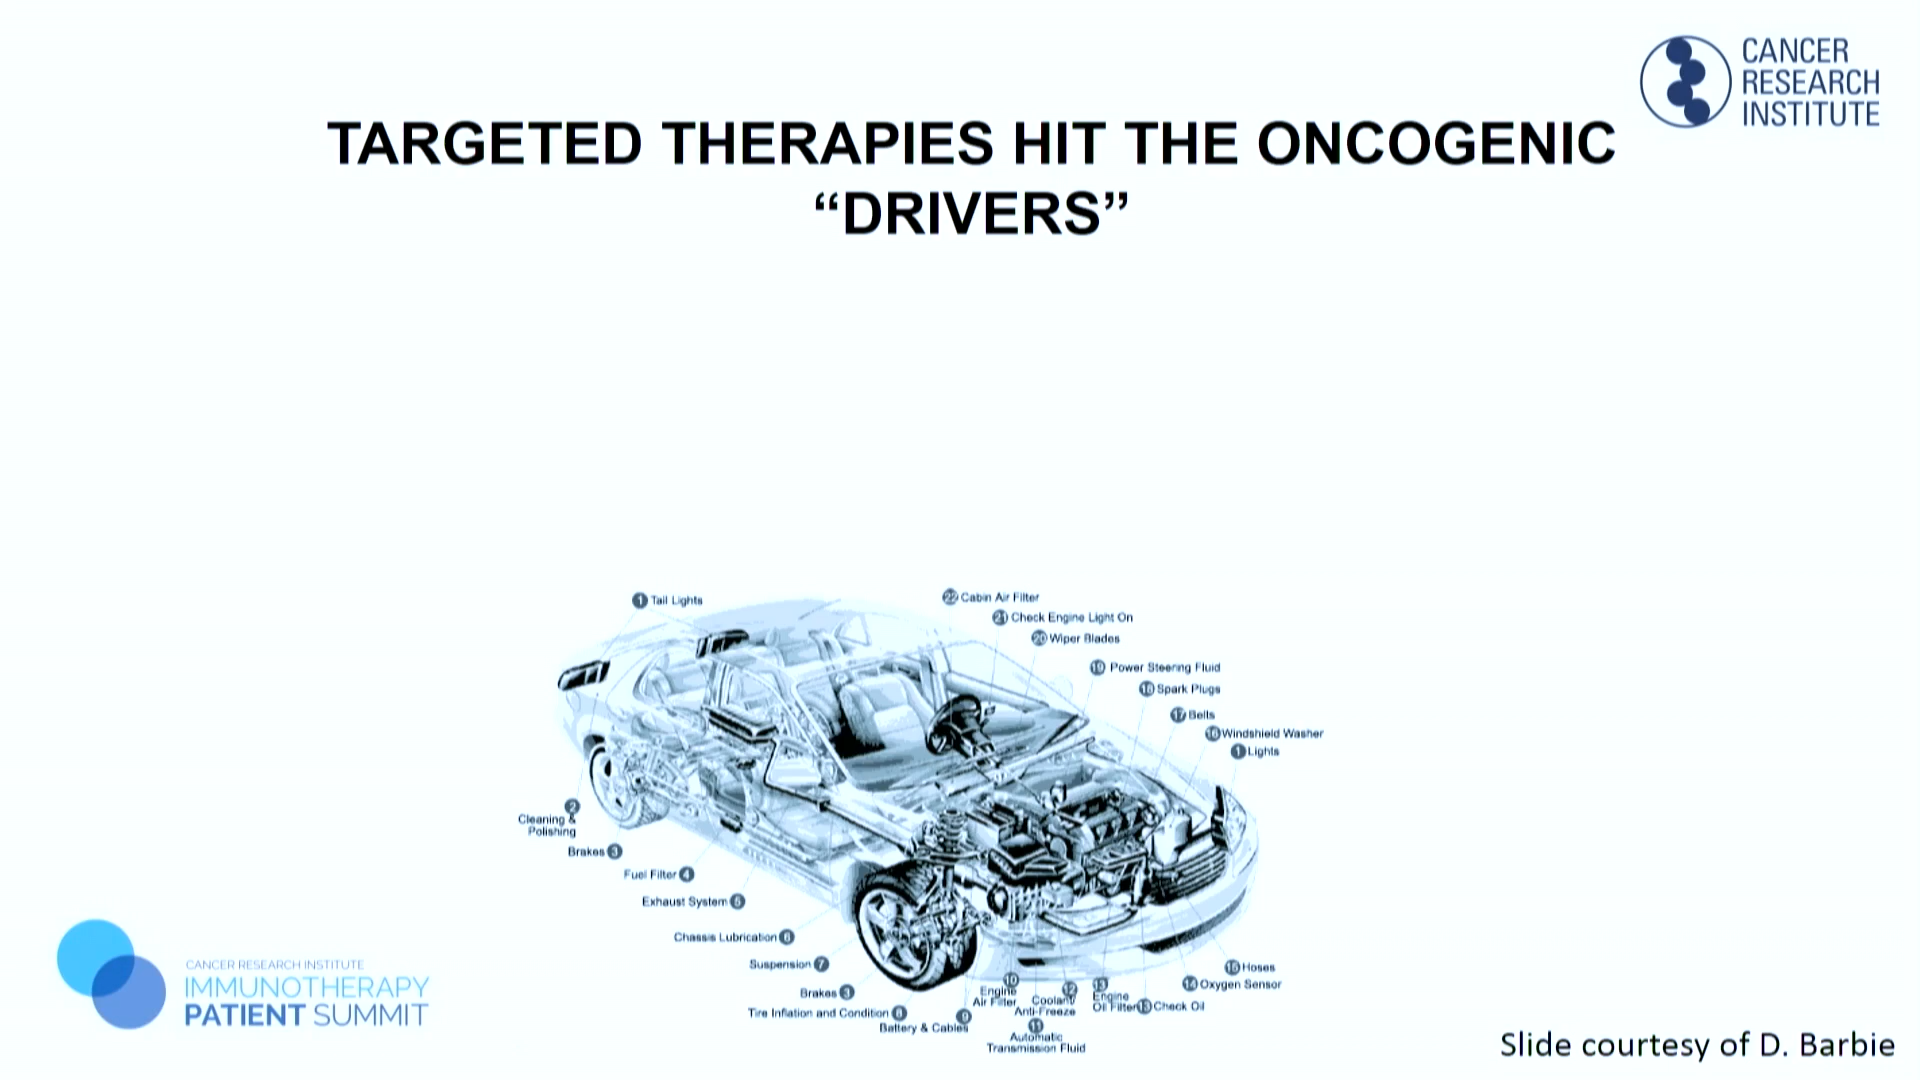 CANCER
RESEARCH
INSTITUTE
TARGETED THERAPIES HIT THE ONCOGENIC
“DRIVERS”
1 Tail Lights
22 Cabin Air Filter
21 Check Engine Light On
20 Wiper Blades
19 Power Steering Fluid
18 Spark Plugs
17 Belts
16 Windshield Washer
1 Lights
2
Cleaning &
Polishing
Brakes 3
Fuel Filter 4
Exhaust System 5
Chassis Lubrication 6
Suspension 7
Brakes 3
Tire Inflation and Condition 8
Battery & Cables 9
10
Engine
Air Filter
12
Coolant/
Anti-Freeze
11
Automatic
Transmission Fluid
13
Engine
Oil Filter
13 Check Oil
14 Oxygen Sensor
15 Hoses
CANCER RESEARCH INSTITUTE
IMMUNOTHERAPY
PATIENT SUMMIT
Slide courtesy of D. Barbie